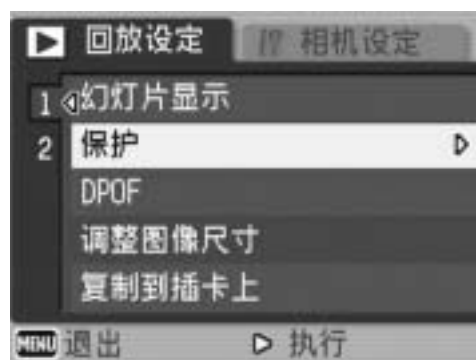 回放设定 相机设定
1 幻灯片显示
2 保护
DPOF
调整图像尺寸
复制到插卡上
MENU 退出 执行